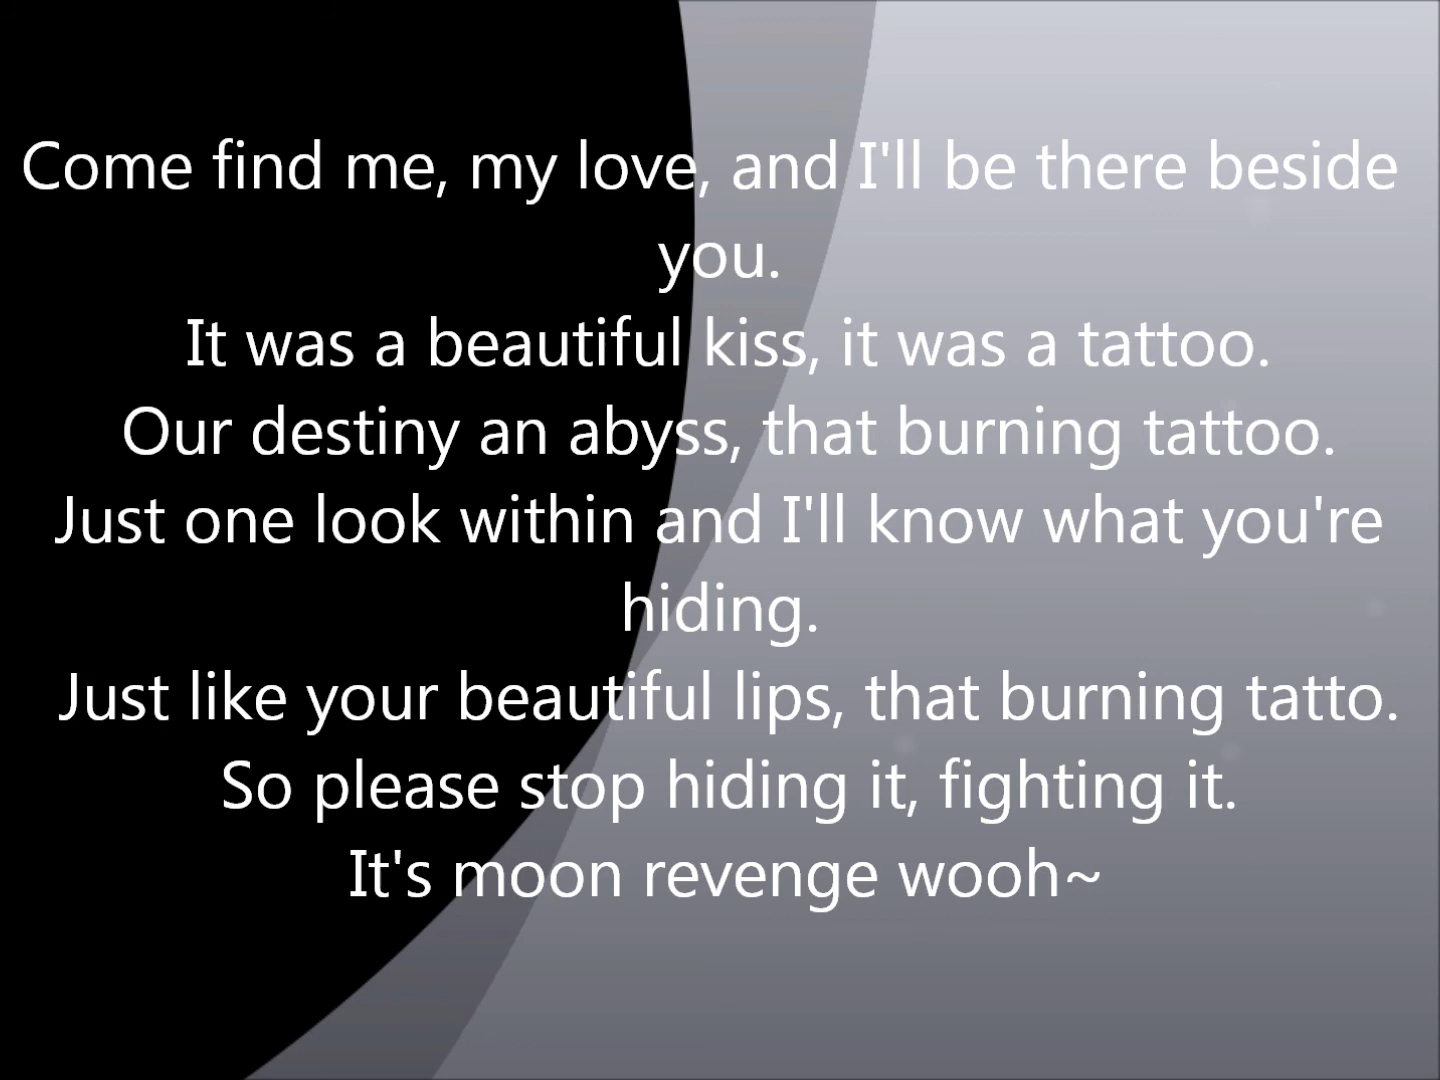 Come find me, my love, and I'll be there beside
you.
It was a beautiful kiss, it was a tattoo.
Our destiny an abyss, that burning tattoo.
Just one look within and I'll know what you're
hiding.
Just like your beautiful lips, that burning tatto.
So please stop hiding it, fighting it.
It's moon revenge wooh~